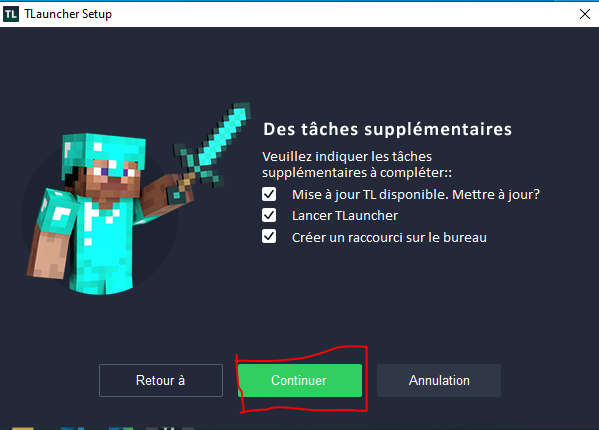 TL TLauncher Setup
Des tâches supplémentaires
Veuillez indiquer les tâches
supplémentaires à compléter::
Mise à jour TL disponible. Mettre à jour?
Lancer TLauncher
Créer un raccourci sur le bureau
Retour à Continuer Annulation